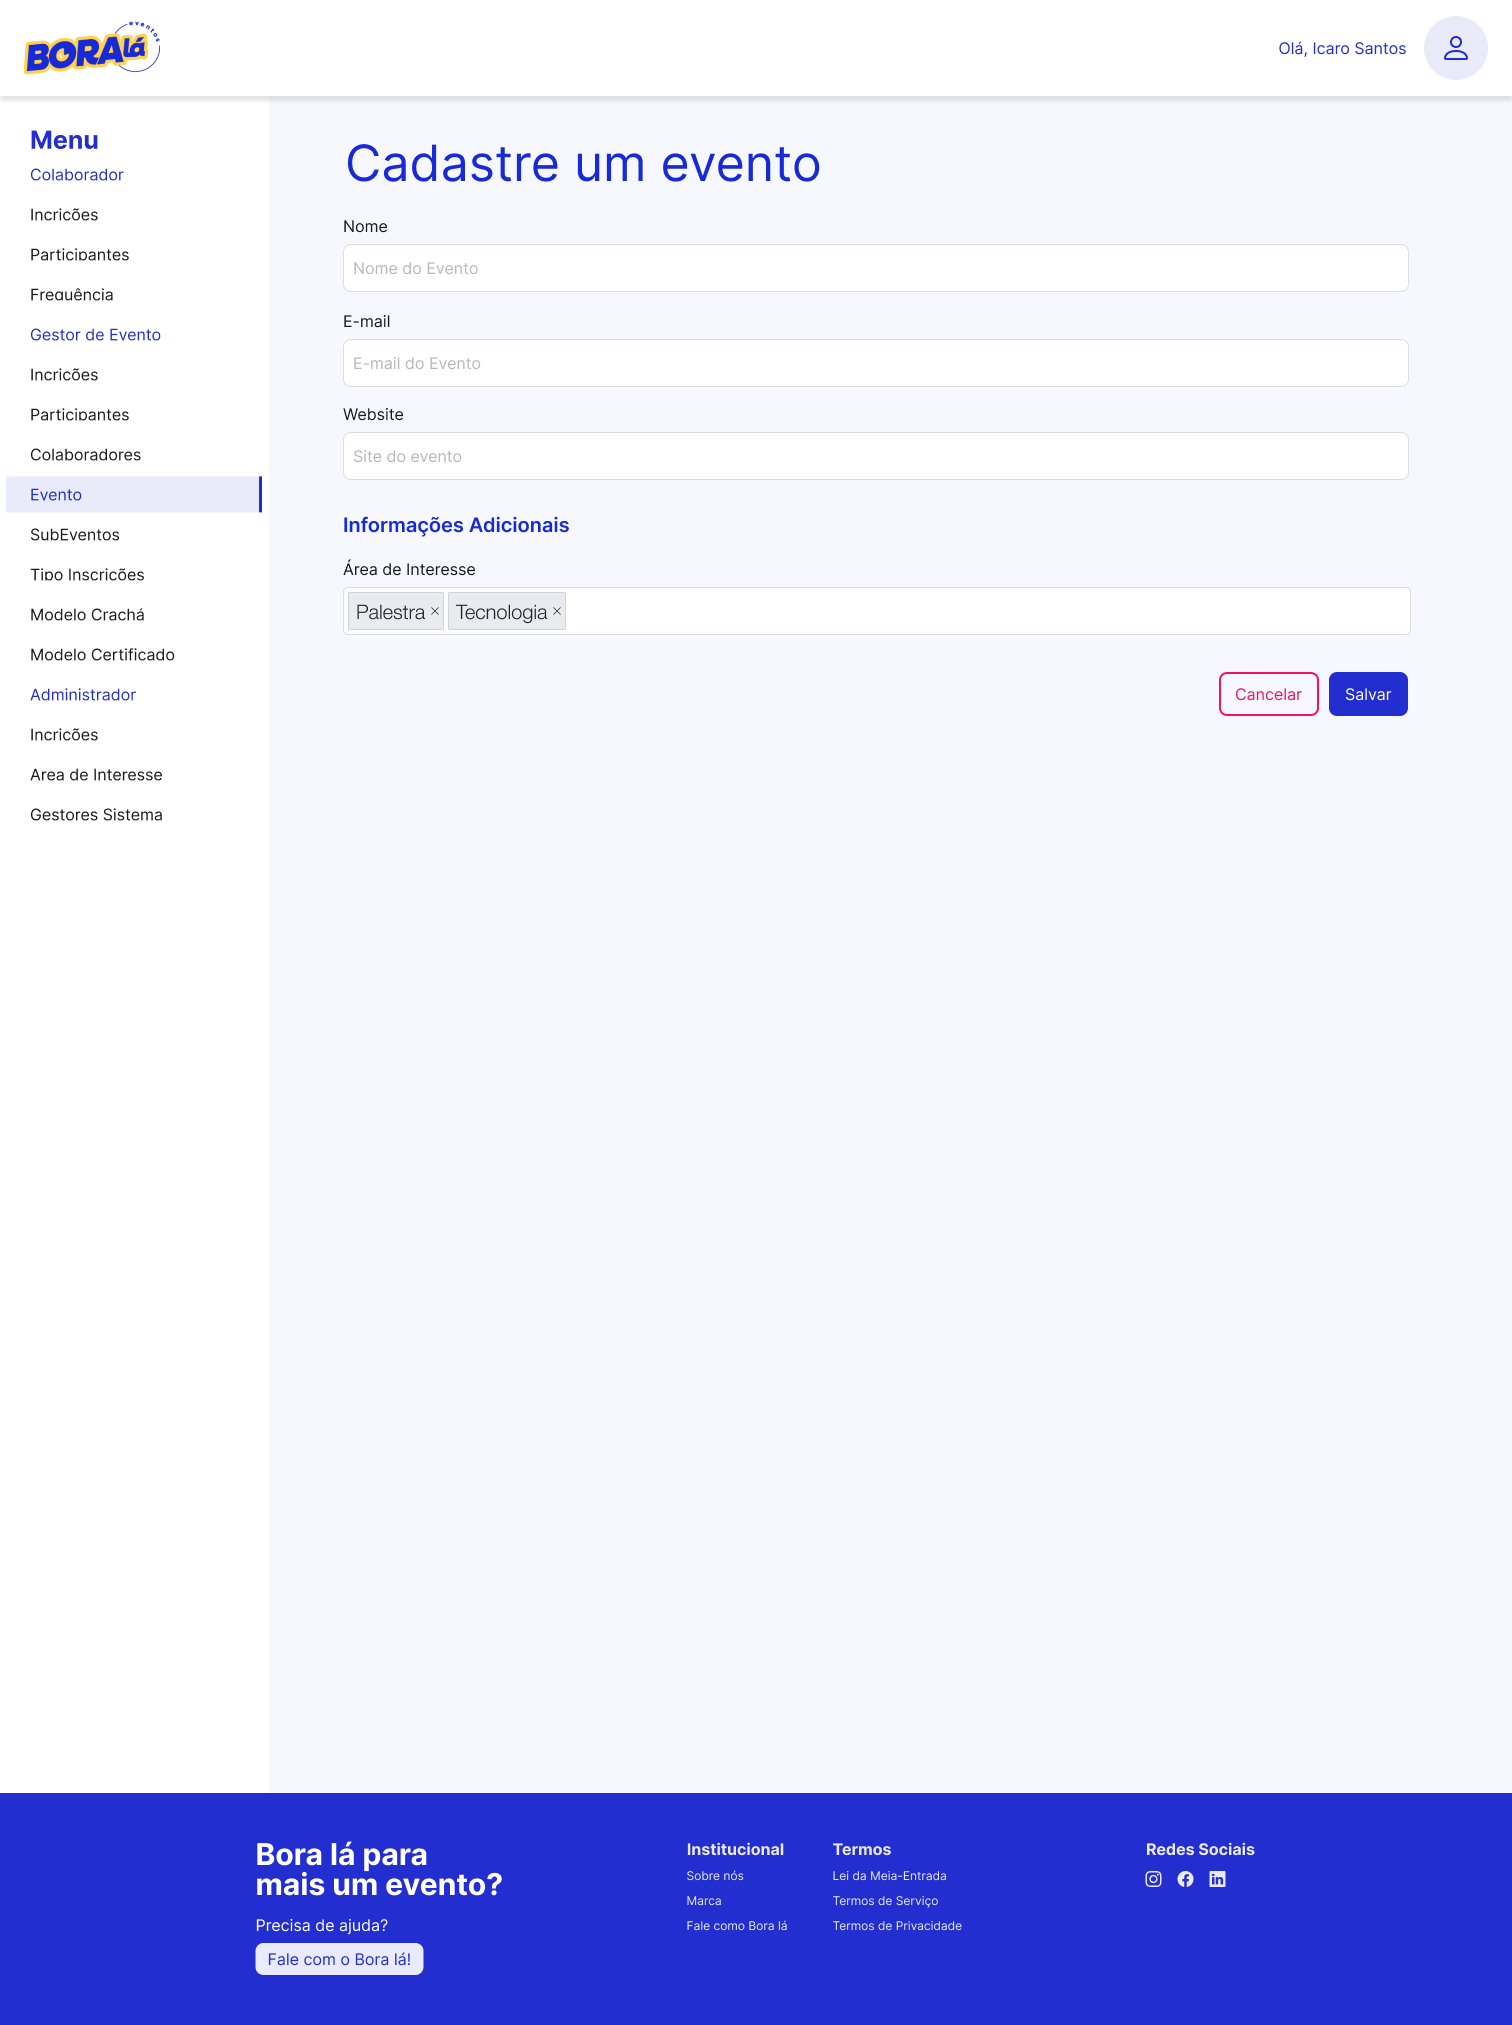 BORAlá eventos
Olá, Icaro Santos
Menu
Colaborador
Incricões
Participantes
Frequência
Gestor de Evento
Incricões
Participantes
Colaboradores
Evento
SubEventos
Tipo Inscricões
Modelo Crachá
Modelo Certificado
Administrador
Incricões
Area de Interesse
Gestores Sistema
Cadastre um evento
Nome
Nome do Evento
E-mail
E-mail do Evento
Website
Site do evento
Informações Adicionais
Área de Interesse
Palestra × Tecnologia ×
Cancelar Salvar
Bora lá para
mais um evento?
Precisa de ajuda?
Fale com o Bora lá!
Institucional
Sobre nós
Marca
Fale como Bora lá
Termos
Lei da Meia-Entrada
Termos de Serviço
Termos de Privacidade
Redes Sociais